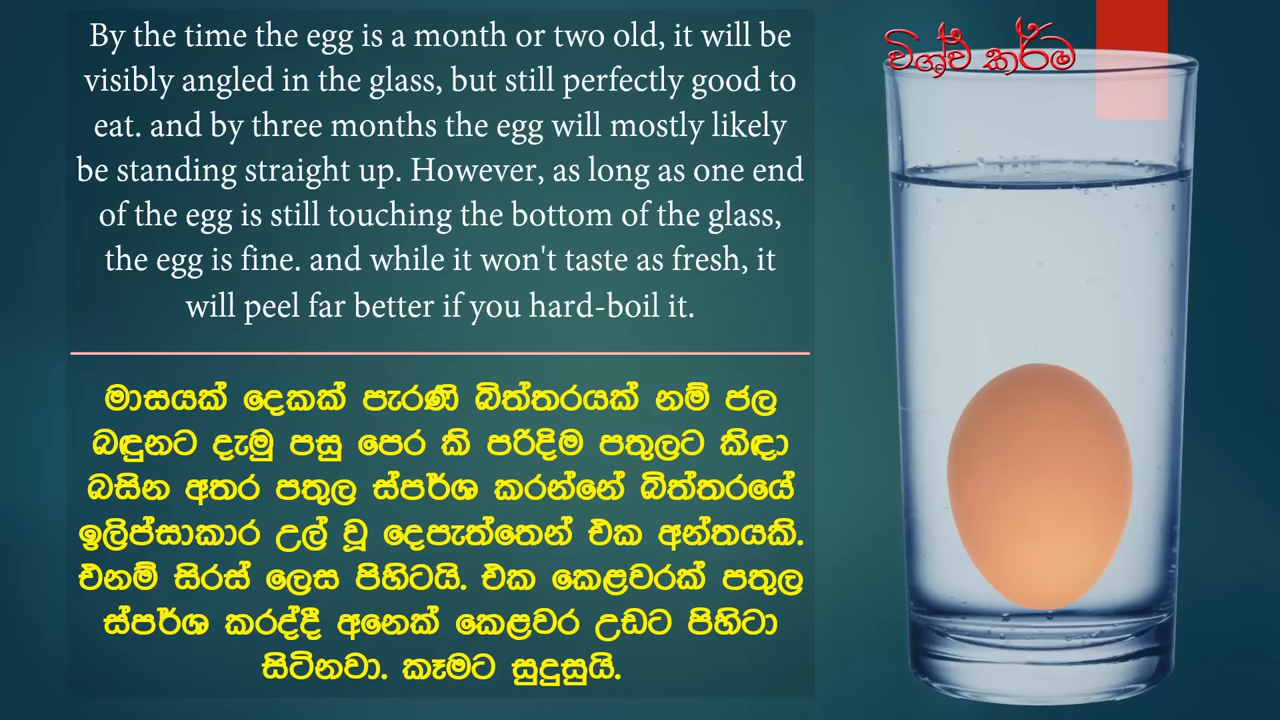 විශ්ව කර්ම
By the time the egg is a month or two old, it will be
visibly angled in the glass, but still perfectly good to
eat. and by three months the egg will mostly likely
be standing straight up. However, as long as one end
of the egg is still touching the bottom of the glass,
the egg is fine. and while it won't taste as fresh, it
will peel far better if you hard-boil it.
මාසයක් දෙකක් පැරණි බිත්තරයක් නම් ජල
බඳුනට දැමු පසු පෙර කි පරිදිම පතුලට කිඳා
බසින අතර පතුල ස්පර්ශ කරන්නේ බිත්තරයේ
ඉලිප්සාකාර උල් වූ දෙපැත්තෙන් එක අන්තයකි.
එනම් සිරස් ලෙස පිහිටයි. එක කෙළවරක් පතුල
ස්පර්ශ කරද්දී අනෙක් කෙළවර උඩට පිහිටා
සිටිනවා. කෑමට සුදුසුයි.